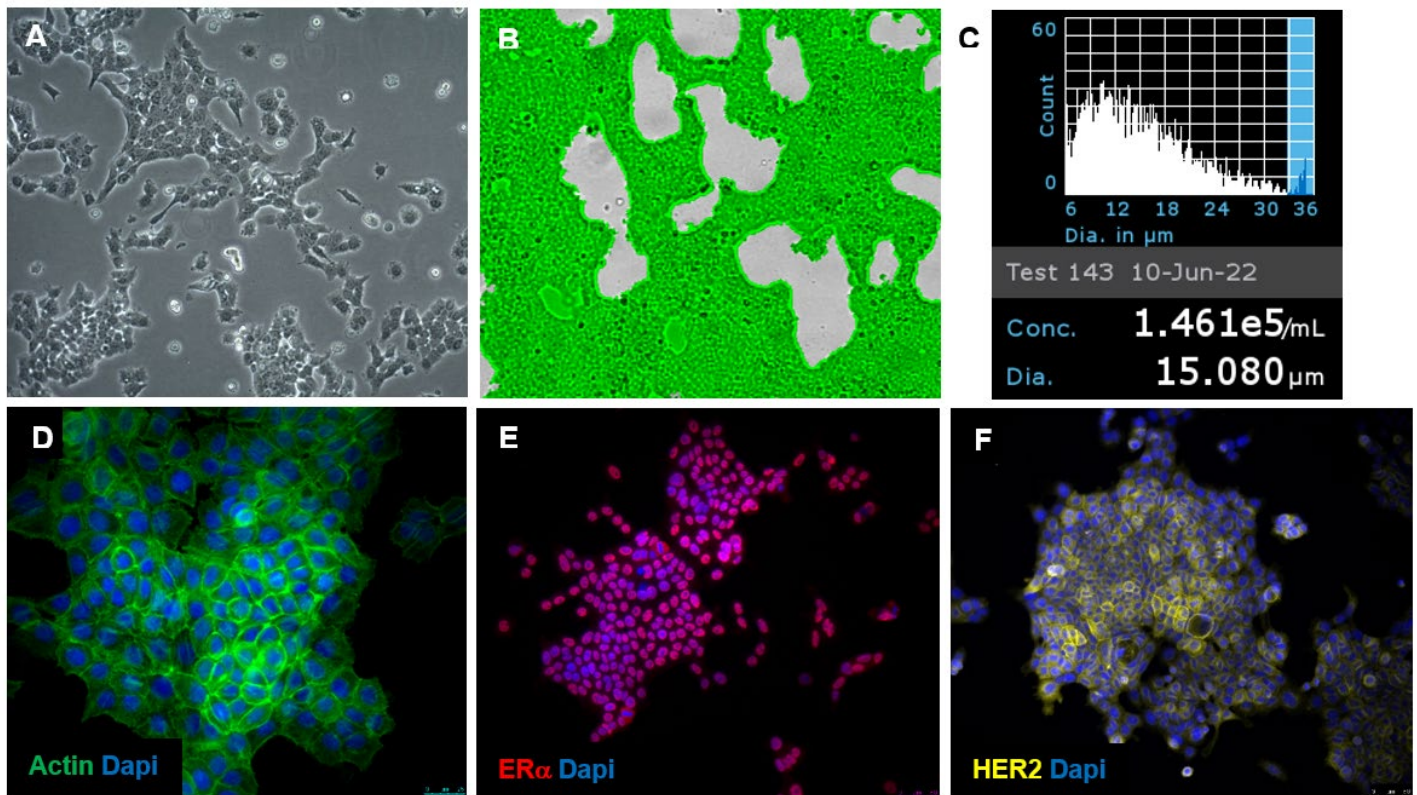 A
B
C
60
Count
0
6 12 18 24 30 36
Dia. in µm
Test 143 10-Jun-22
Conc. 1.461e5/mL
Dia. 15.080µm
D
Actin Dapi
E
ERα Dapi
F
HER2 Dapi